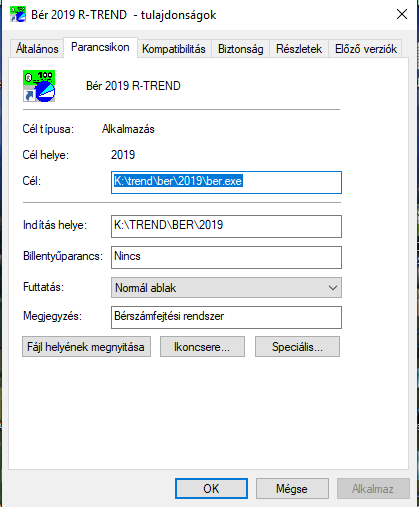 Bér 2019 R-TREND - tulajdonságok
Általános
Parancsikon
Kompatibilitás
Biztonság
Részletek
Előző verziók
0 100
Bér 2019 R-TREND
Cél típusa: Alkalmazás
Cél helye: 2019
Cél: K:\trend\ber\2019\ber.exe
Indítás helye: K:\TREND\BER\2019
Billentyűparancs: Nincs
Futtatás: Normál ablak
Megjegyzés: Bérszámfejtési rendszer
Fájl helyének megnyitása
Ikoncsere...
Speciális...
OK
Mégse
Alkalmaz